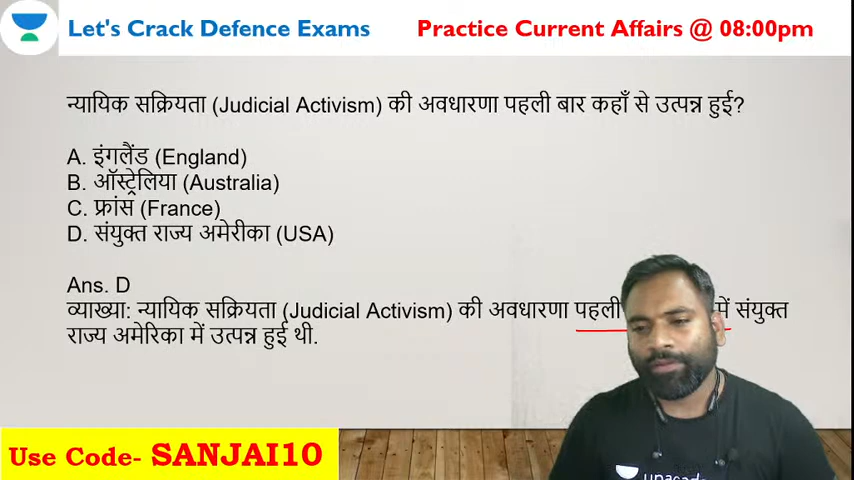 Let's Crack Defence Exams Practice Current Affairs @ 08:00pm
न्यायिक सक्रियता (Judicial Activism) की अवधारणा पहली बार कहाँ से उत्पन्न हुई?
A. इंगलैंड (England)
B. ऑस्ट्रेलिया (Australia)
C. फ्रांस (France)
D. संयुक्त राज्य अमेरीका (USA)
Ans. D
व्याख्या: न्यायिक सक्रियता (Judicial Activism) की अवधारणा पहली में संयुक्त
राज्य अमेरिका में उत्पन्न हुई थी.
Use Code- SANJAI10